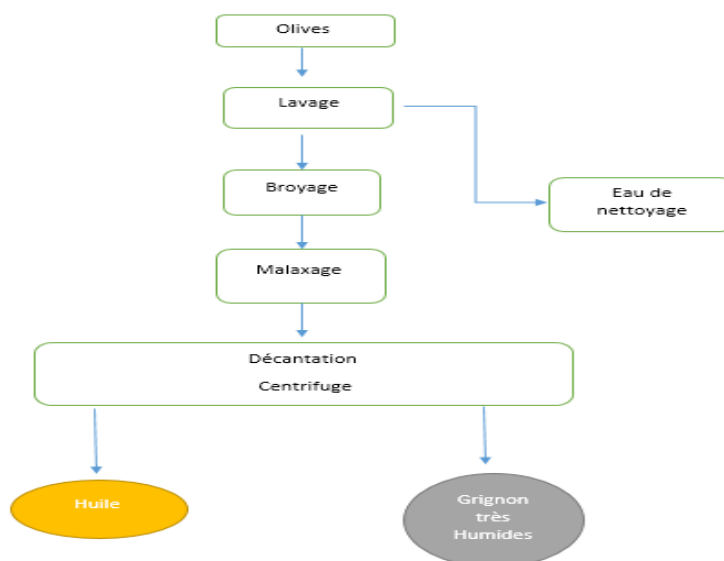 Olives
Lavage
Broyage
Eau de
nettoyage
Malaxage
Décantation
Centrifuge
Huile
Grignon
très
Humides